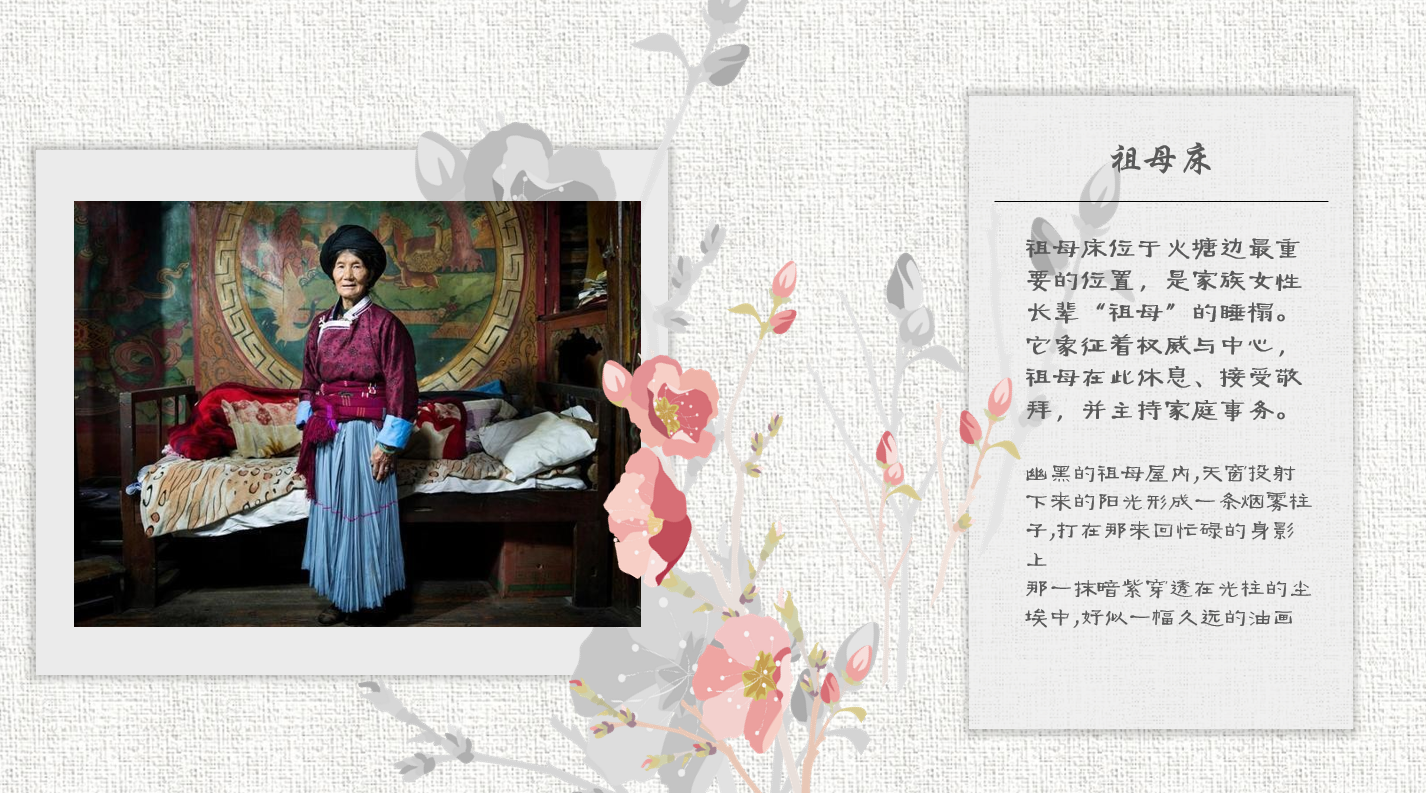 祖母床
祖母床位于火塘边最重
要的位置，是家族女性
长辈“祖母”的睡榻。
它象征着权威与中心，
祖母在此休息、接受敬
拜，并主持家庭事务。
幽黑的祖母屋内,天窗投射
下来的阳光形成一条烟雾柱
子,打在那来回忙碌的身影
上
那一抹暗紫穿透在光柱的尘
埃中,好似一幅久远的油画